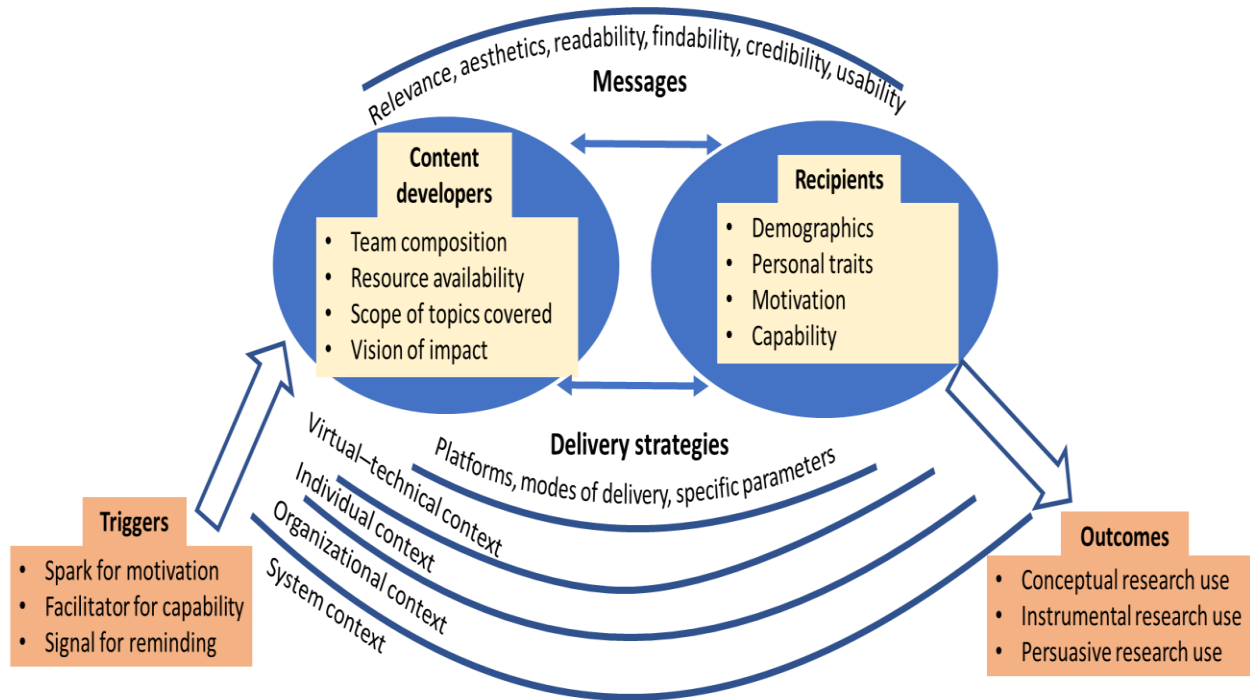 Relevance, aesthetics, readability, findability, credibility, usability
Messages
Content
developers
• Team composition
• Resource availability
• Scope of topics covered
• Vision of impact
Recipients
• Demographics
• Personal traits
• Motivation
• Capability
Delivery strategies
Platforms, modes of delivery, specific parameters
Virtual–technical context
Individual context
Organizational context
System context
Triggers
• Spark for motivation
• Facilitator for capability
• Signal for reminding
Outcomes
• Conceptual research use
• Instrumental research use
• Persuasive research use